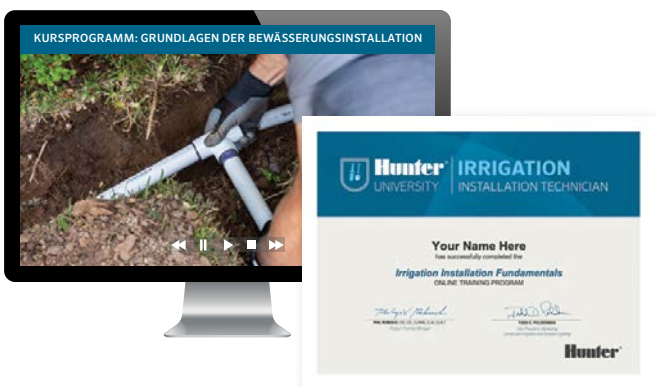 KURSPROGRAMM: GRUNDLAGEN DER BEWÄSSERUNGSINSTALLATION
Hunter®
UNIVERSITY
IRRIGATION
INSTALLATION TECHNICIAN
Your Name Here
has successfully completed the
Irrigation Installation Fundamentals
ONLINE TRAINING PROGRAM
Hunter®